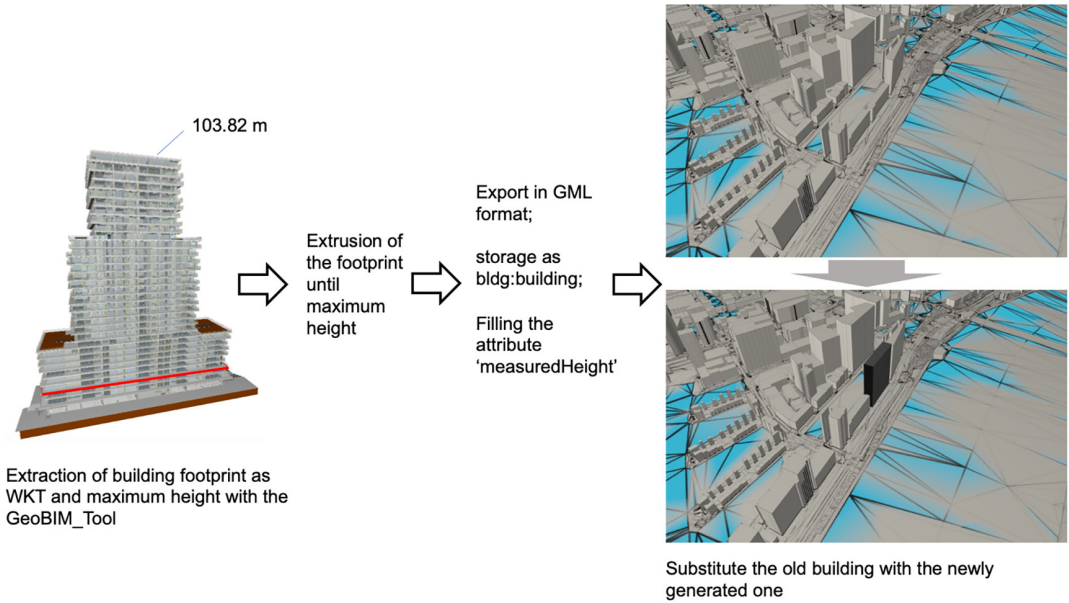 103.82 m
Extraction of building footprint as
WKT and maximum height with the
GeoBIM_Tool
Extrusion of
the footprint
until
maximum
height
Export in GML
format;
storage as
bldg:building;
Filling the
attribute
‘measuredHeight’
Substitute the old building with the newly
generated one